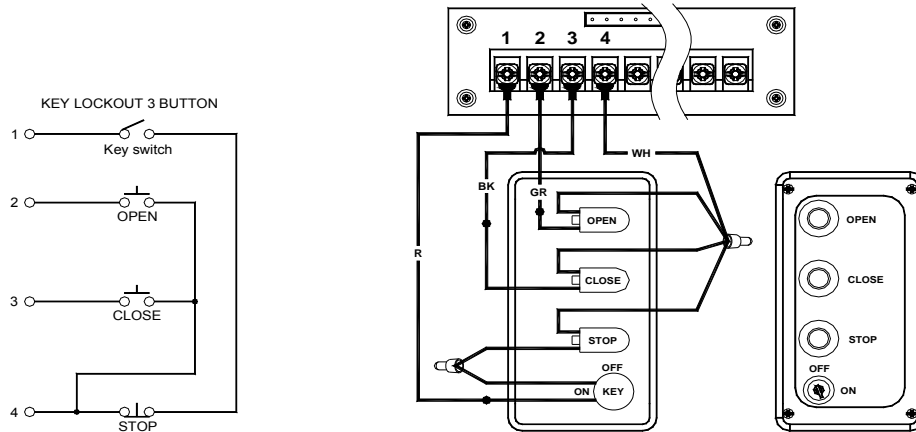 KEY LOCKOUT 3 BUTTON
1
Key switch
2
OPEN
3
CLOSE
4
STOP
1 2 3 4
WH
BK
GR
R
OPEN
CLOSE
STOP
OFF
ON KEY
OPEN
CLOSE
STOP
OFF
ON